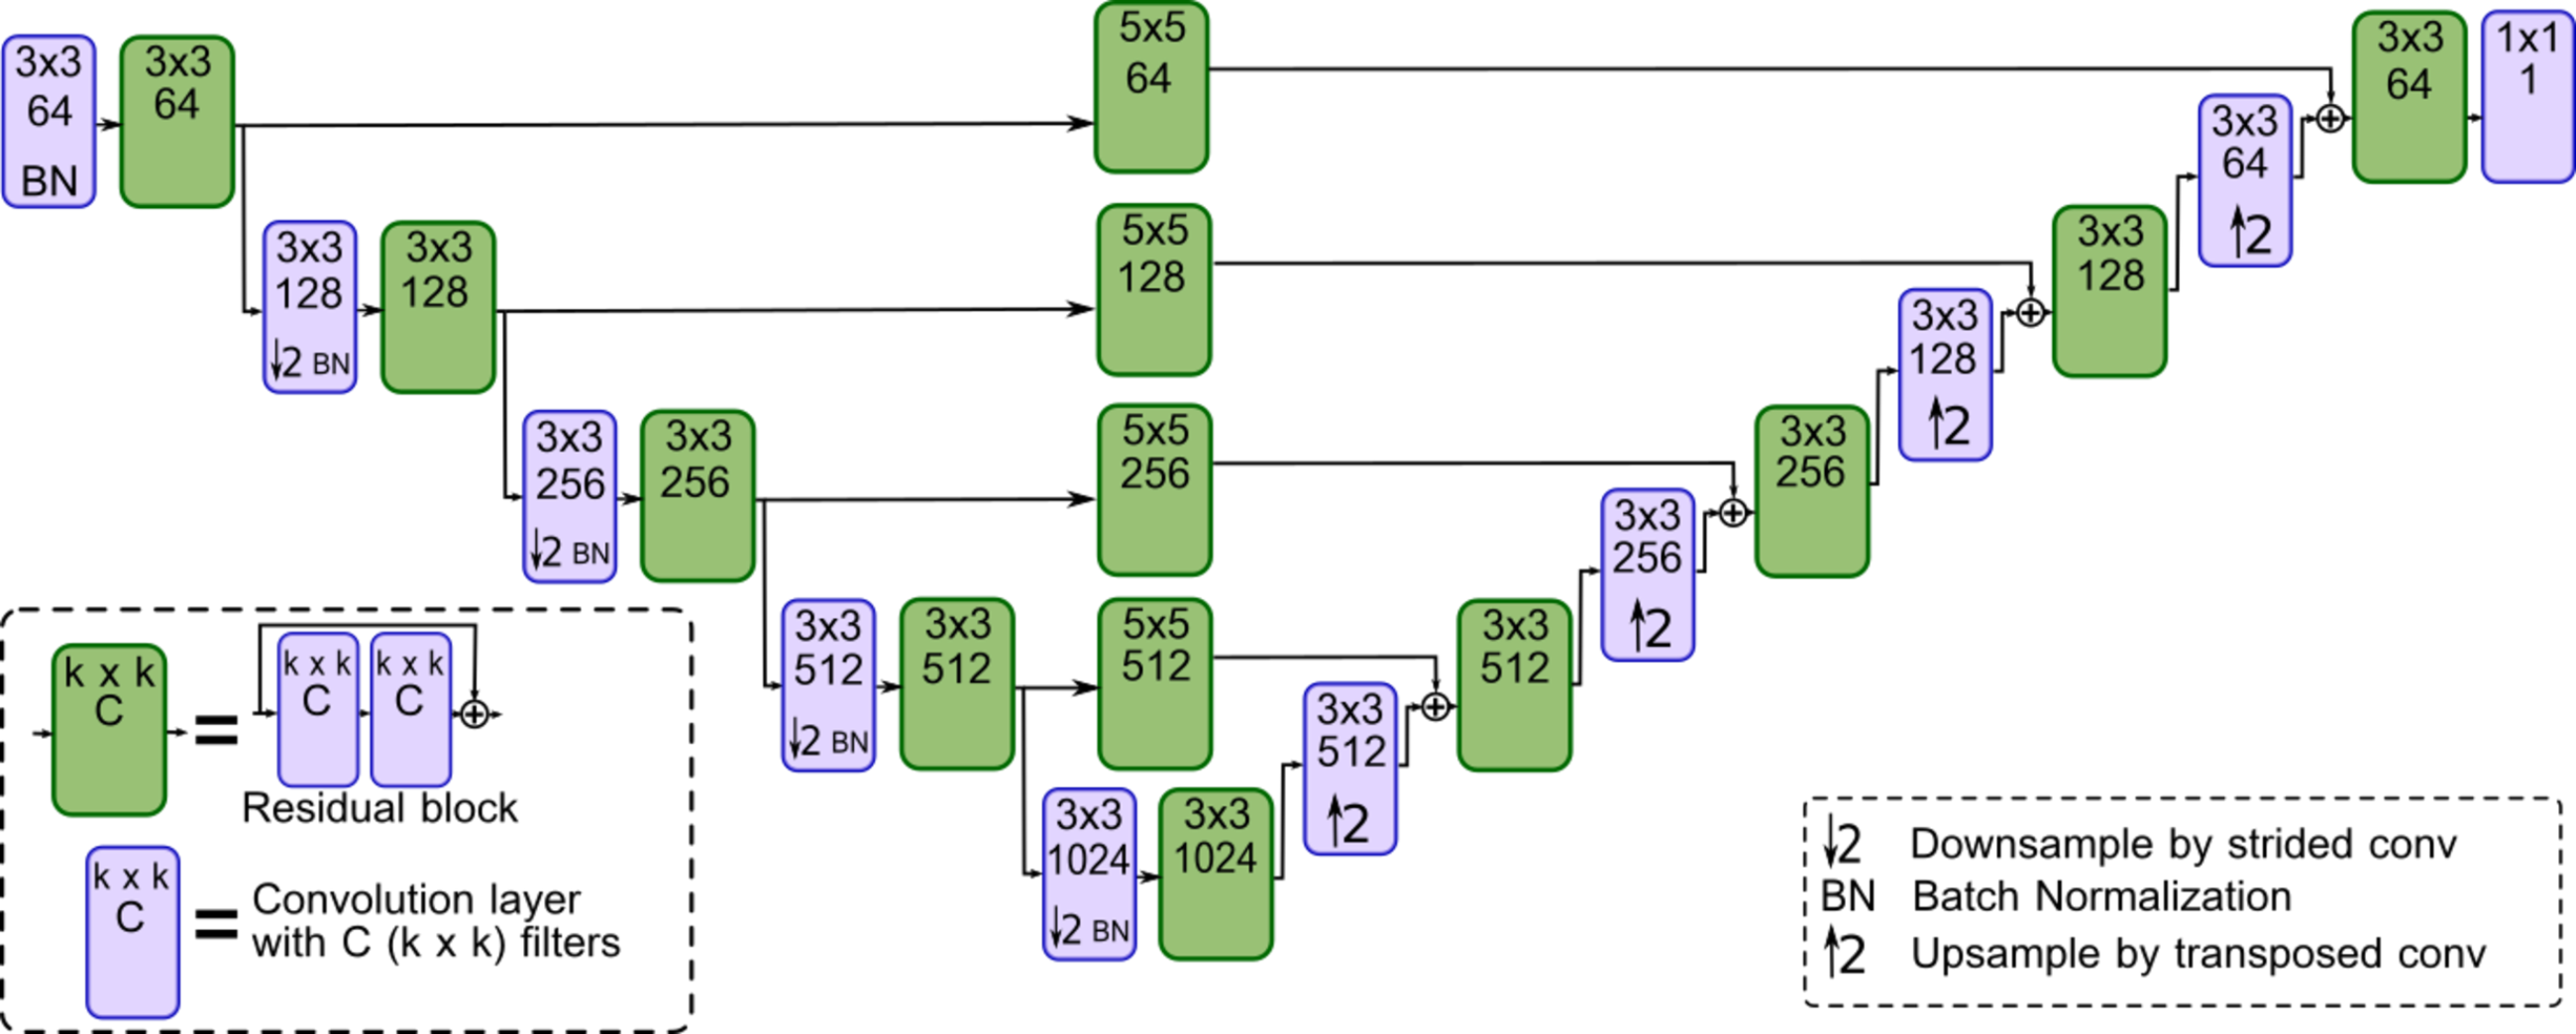 3x3
64
BN
3x3
64
5x5
64
3x3
64
↑2
3x3
64
1x1
1
3x3
128
↓2 BN
3x3
128
5x5
128
3x3
128
↑2
3x3
128
3x3
256
↓2 BN
3x3
256
5x5
256
3x3
256
↑2
3x3
256
3x3
512
↓2 BN
3x3
512
5x5
512
3x3
512
↑2
3x3
512
3x3
1024
↓2 BN
3x3
1024
k x k
C
=
k x k
C
k x k
C
Residual block
k x k
C
=
Convolution layer
with C (k x k) filters
↓2 Downsample by strided conv
BN Batch Normalization
↑2 Upsample by transposed conv